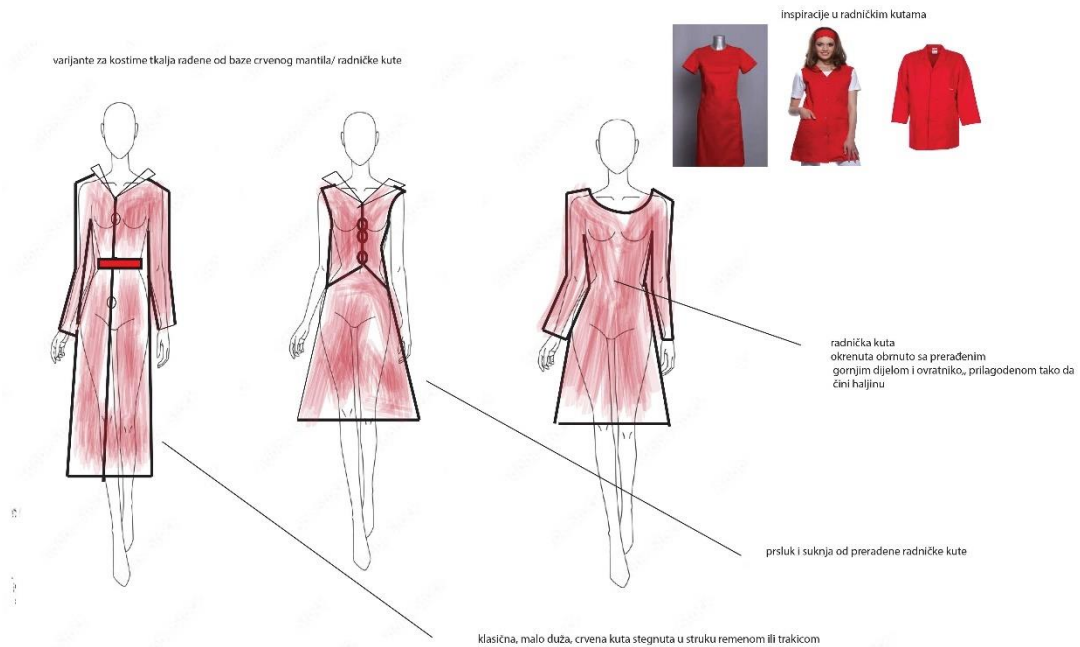 inspiracije u radničkim kutama
varijante za kostime tkalja rađene od baze crvenog mantila/ radničke kute
radnička kuta
okrenuta obrnuto sa prerađenim
gornjim dijelom i ovratniko,, prilagođenom tako da
čini haljinu
prsluk i suknja od prerađene radničke kute
klasična, malo duža, crvena kuta stegnuta u struku remenom ili trakicom